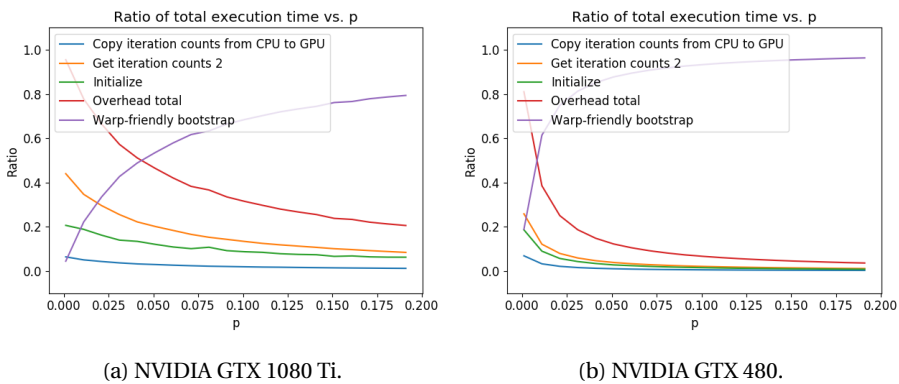 Ratio of total execution time vs. p
1.0
0.8
0.6
0.4
0.2
0.0
Ratio
Copy iteration counts from CPU to GPU
Get iteration counts 2
Initialize
Overhead total
Warp-friendly bootstrap
0.000 0.025 0.050 0.075 0.100 0.125 0.150 0.175 0.200
p
(a) NVIDIA GTX 1080 Ti.
Ratio of total execution time vs. p
1.0
0.8
0.6
0.4
0.2
0.0
Ratio
Copy iteration counts from CPU to GPU
Get iteration counts 2
Initialize
Overhead total
Warp-friendly bootstrap
0.000 0.025 0.050 0.075 0.100 0.125 0.150 0.175 0.200
p
(b) NVIDIA GTX 480.